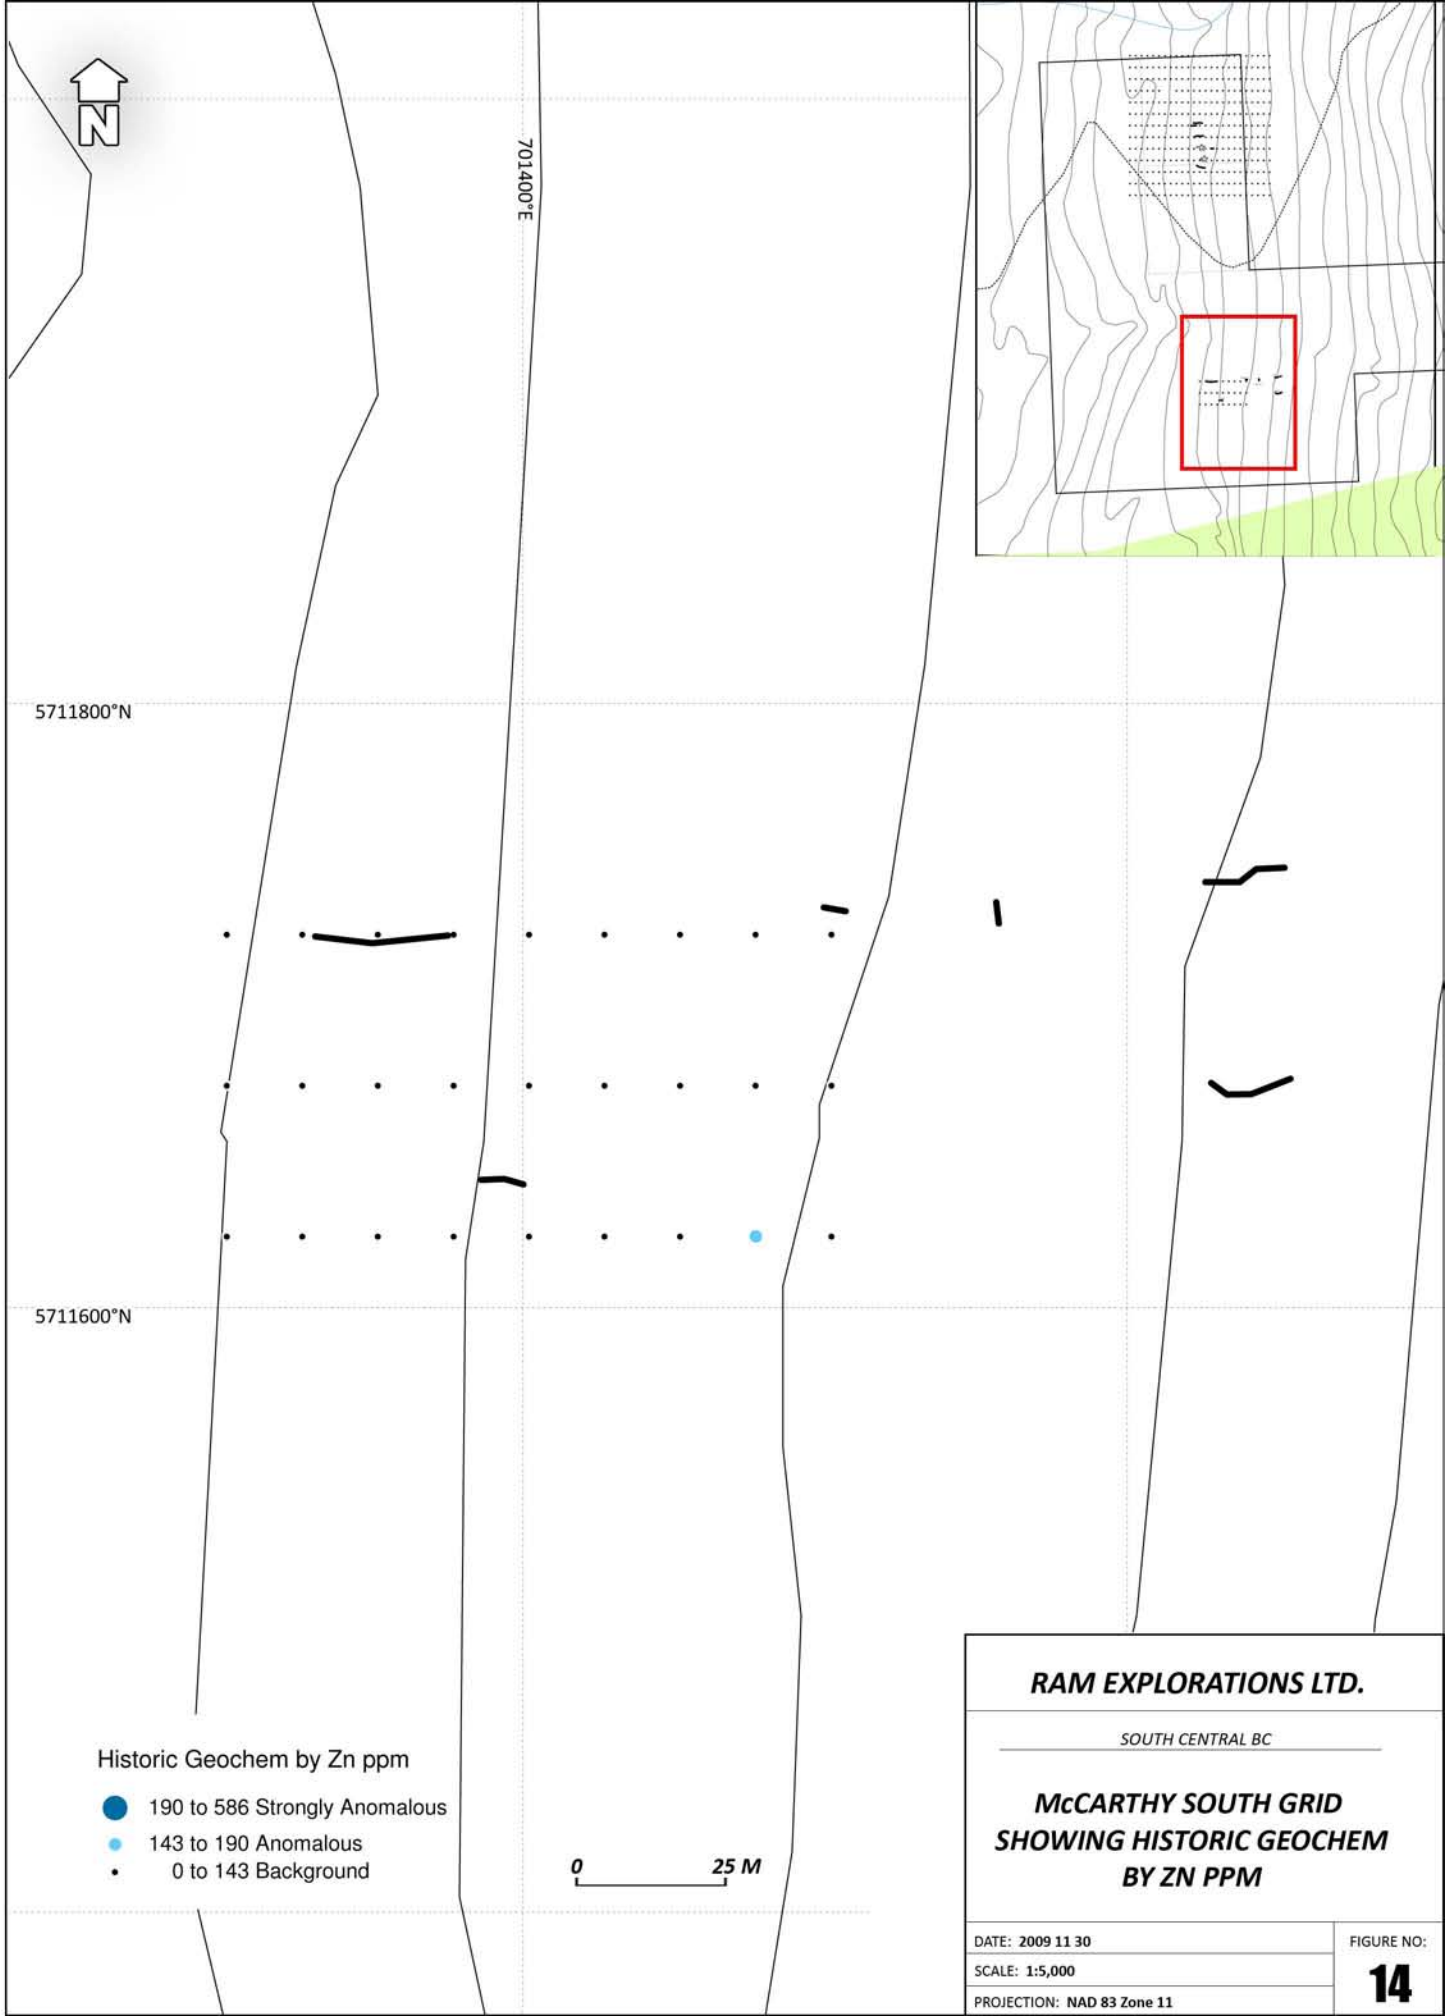 N
701400°E
5711800°N
5711600°N
Historic Geochem by Zn ppm
190 to 586 Strongly Anomalous
143 to 190 Anomalous
0 to 143 Background
0 25 M
RAM EXPLORATIONS LTD.
SOUTH CENTRAL BC
McCARTHY SOUTH GRID
SHOWING HISTORIC GEOCHEM
BY ZN PPM
DATE: 2009 11 30
SCALE: 1:5,000
PROJECTION: NAD 83 Zone 11
FIGURE NO:
14